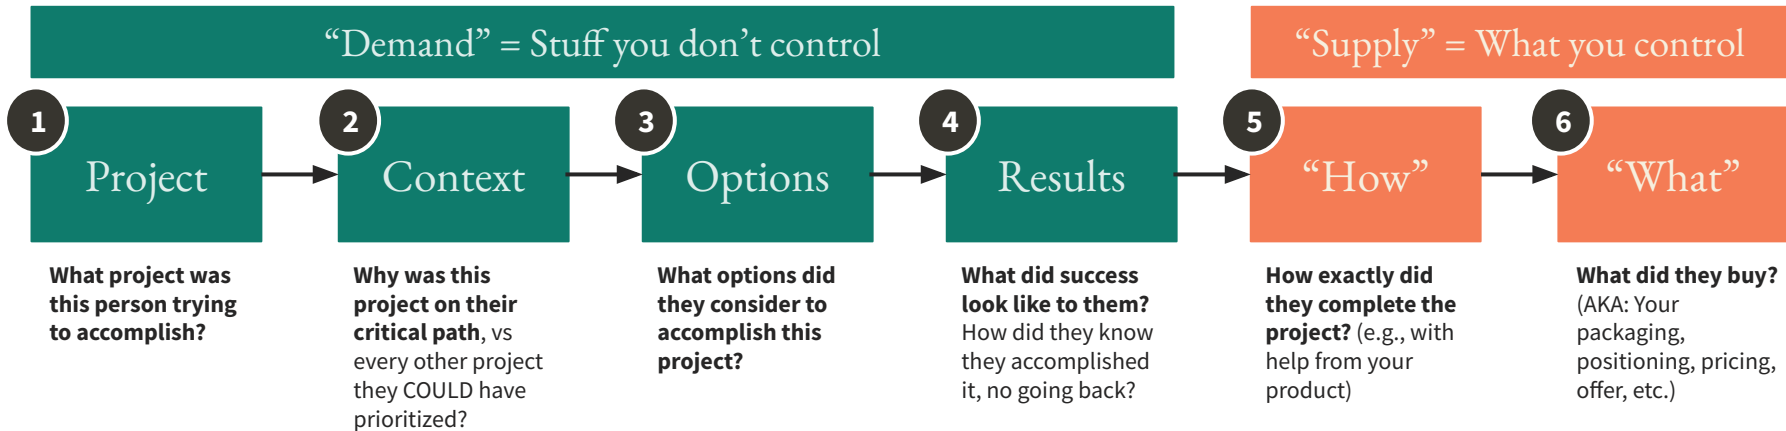 “Demand” = Stuff you don’t control
“Supply” = What you control
1
Project
What project was
this person trying
to accomplish?
2
Context
Why was this
project on their
critical path, vs
every other project
they COULD have
prioritized?
3
Options
What options did
they consider to
accomplish this
project?
4
Results
What did success
look like to them?
How did they know
they accomplished
it, no going back?
5
“How”
How exactly did
they complete the
project? (e.g., with
help from your
product)
6
“What”
What did they buy?
(AKA: Your
packaging,
positioning, pricing,
offer, etc.)